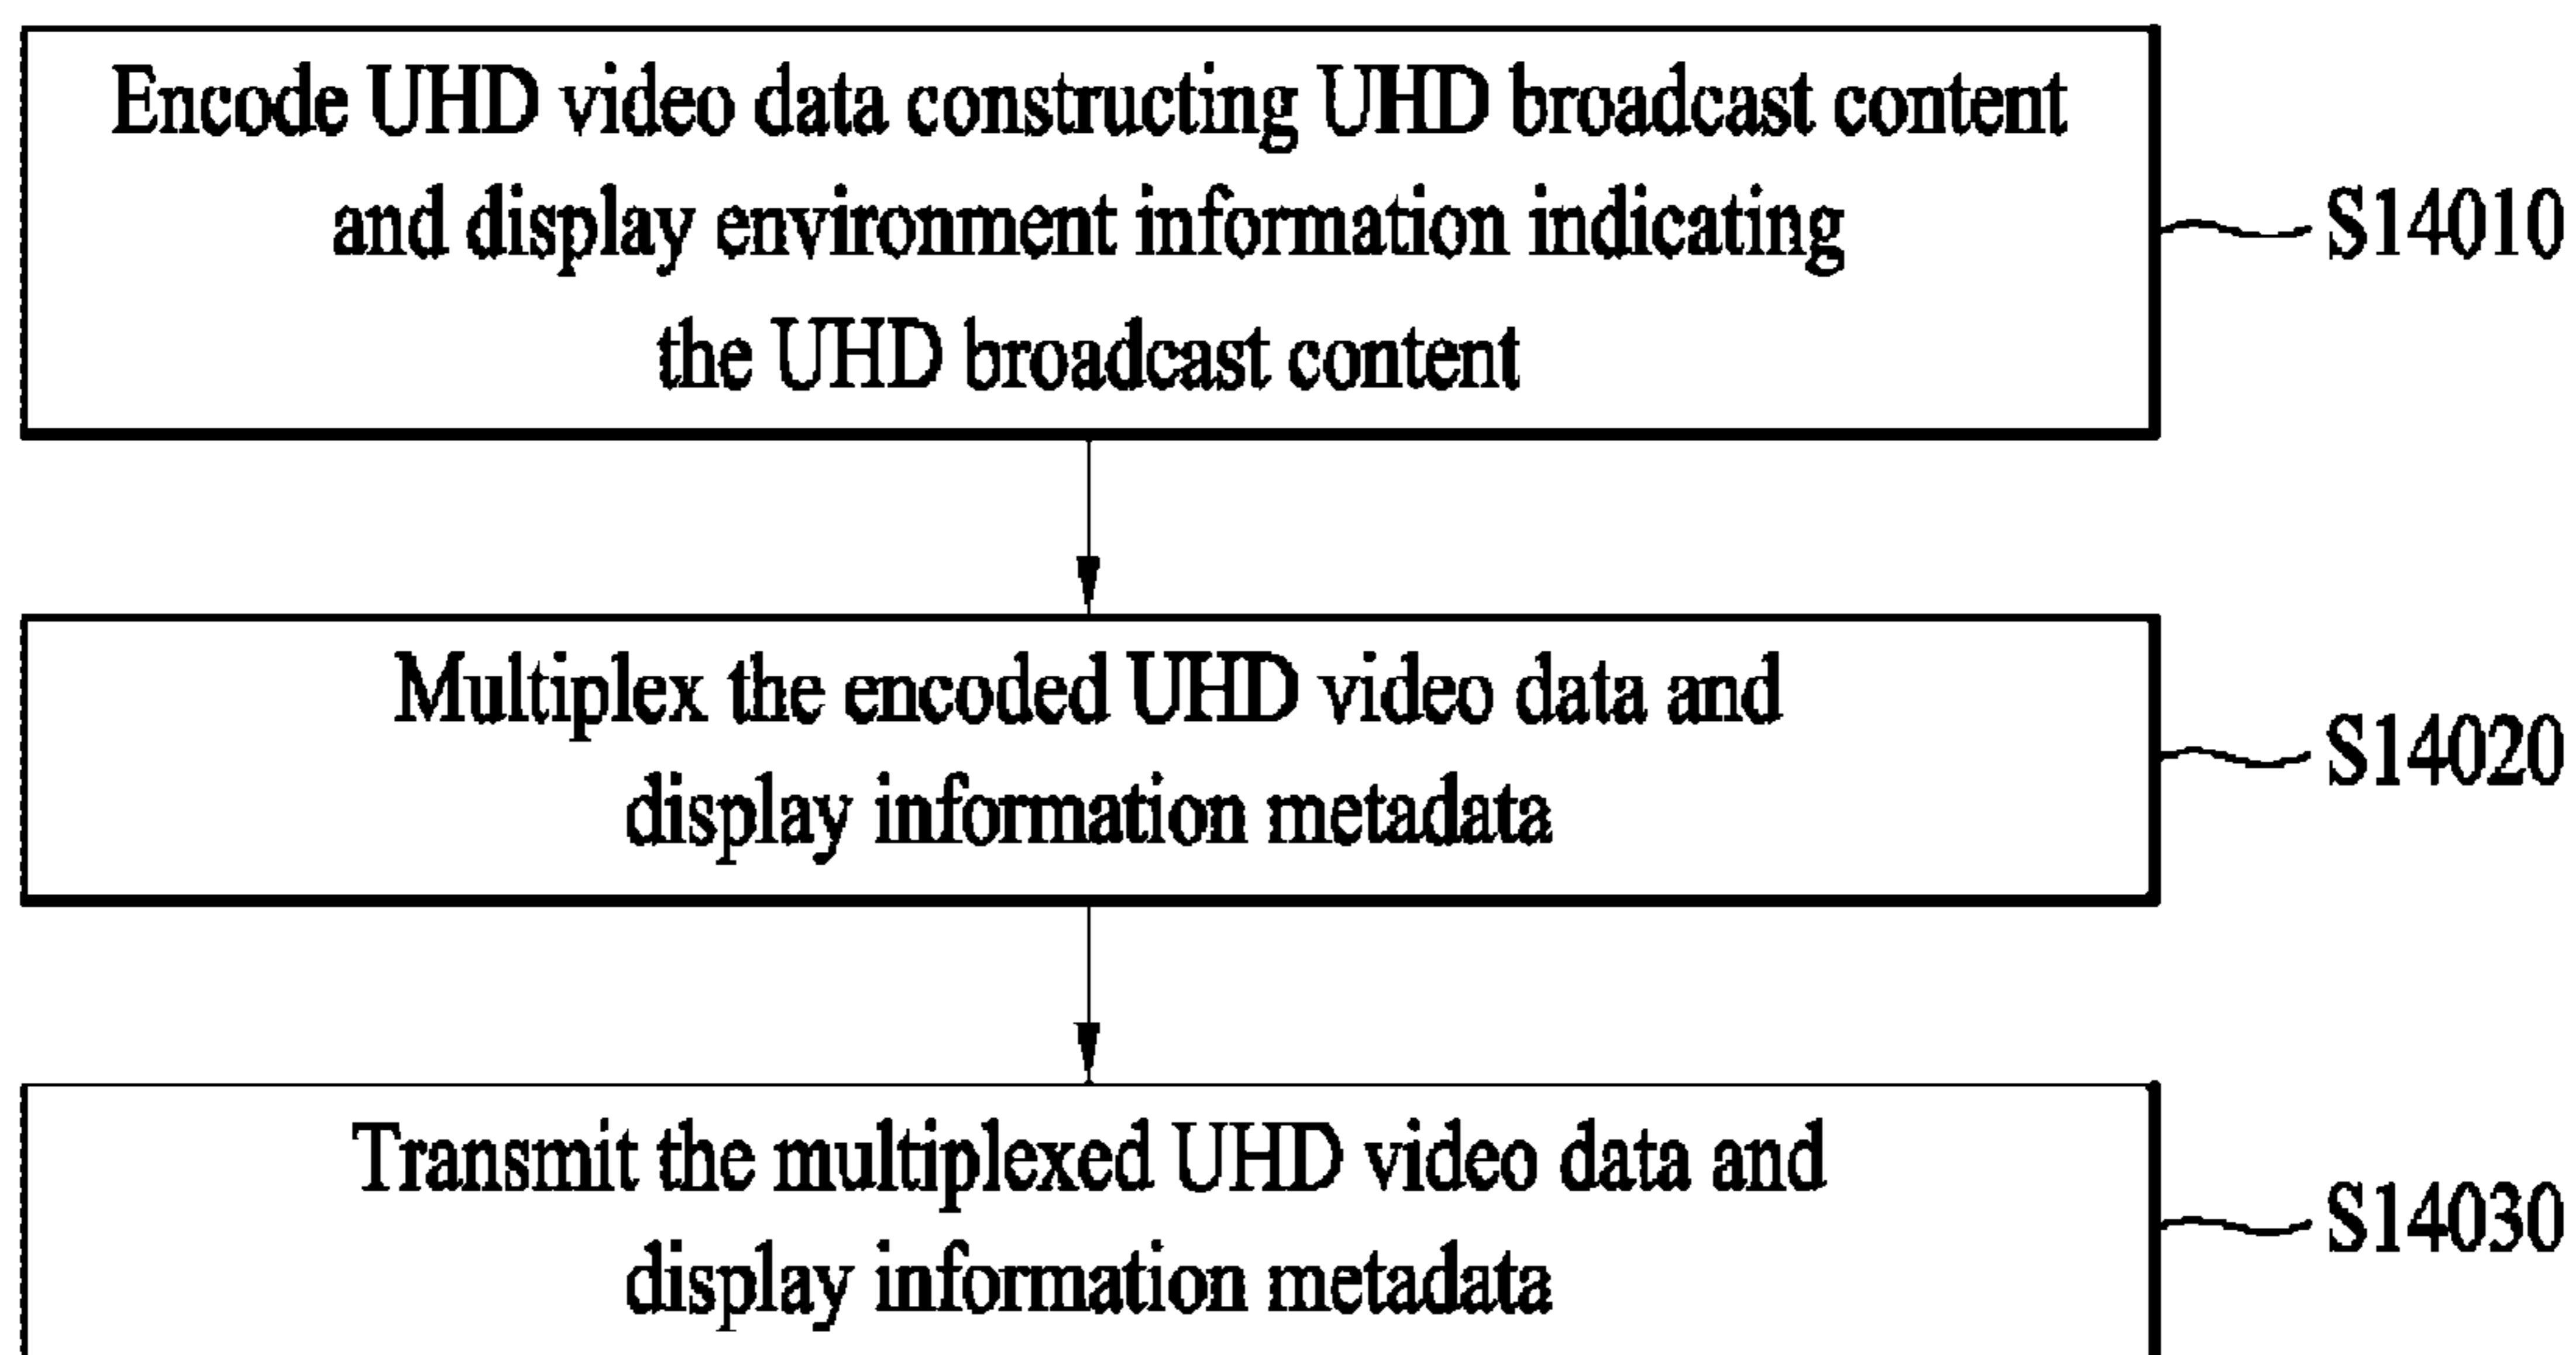 Encode UHD video data constructing UHD broadcast content
and display environment information indicating
the UHD broadcast content
S14010
Multiplex the encoded UHD video data and
display information metadata
S14020
Transmit the multiplexed UHD video data and
display information metadata
S14030